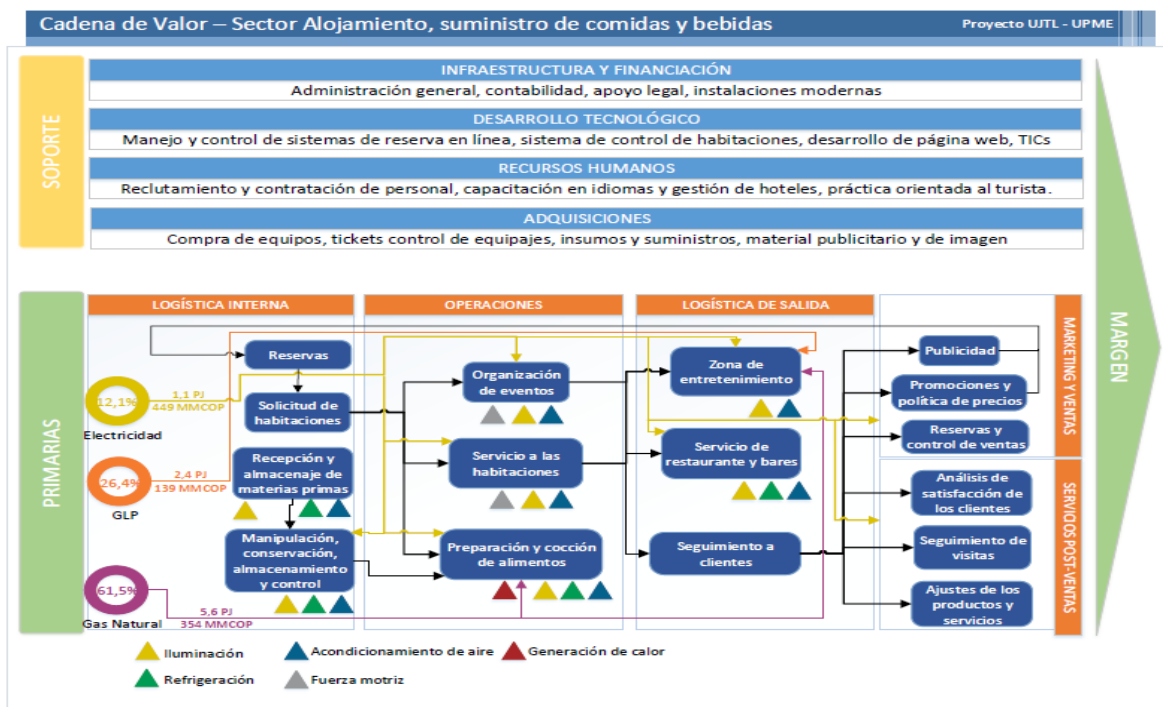 Cadena de Valor – Sector Alojamiento, suministro de comidas y bebidas
Proyecto UJTL - UPME
SOPORTE
INFRAESTRUCTURA Y FINANCIACIÓN
Administración general, contabilidad, apoyo legal, instalaciones modernas
DESARROLLO TECNOLÓGICO
Manejo y control de sistemas de reserva en línea, sistema de control de habitaciones, desarrollo de página web, TICs
RECURSOS HUMANOS
Reclutamiento y contratación de personal, capacitación en idiomas y gestión de hoteles, práctica orientada al turista.
ADQUISICIONES
Compra de equipos, tickets control de equipajes, insumos y suministros, material publicitario y de imagen
MARGEN
PRIMARIAS
LOGÍSTICA INTERNA
12,1%
Electricidad
1,1 PJ
449 MMCOP
26,4%
GLP
2,4 PJ
139 MMCOP
61,5%
Gas Natural
5,6 PJ
354 MMCOP
Reservas
Solicitud de
habitaciones
Recepción y
almacenaje de
materias primas
Manipulación,
conservación,
almacenamiento
y control
OPERACIONES
Organización
de eventos
Servicio a las
habitaciones
Preparación y cocción
de alimentos
LOGÍSTICA DE SALIDA
Zona de
entretenimiento
Servicio de
restaurante y bares
Seguimiento a
clientes
MARKETING Y VENTAS
Publicidad
Promociones y
política de precios
Reservas y
control de ventas
SERVICIOS POST-VENTAS
Análisis de
satisfacción de
los clientes
Seguimiento de
visitas
Ajustes de los
productos y
servicios
Iluminación
Acondicionamiento de aire
Generación de calor
Refrigeración
Fuerza motriz